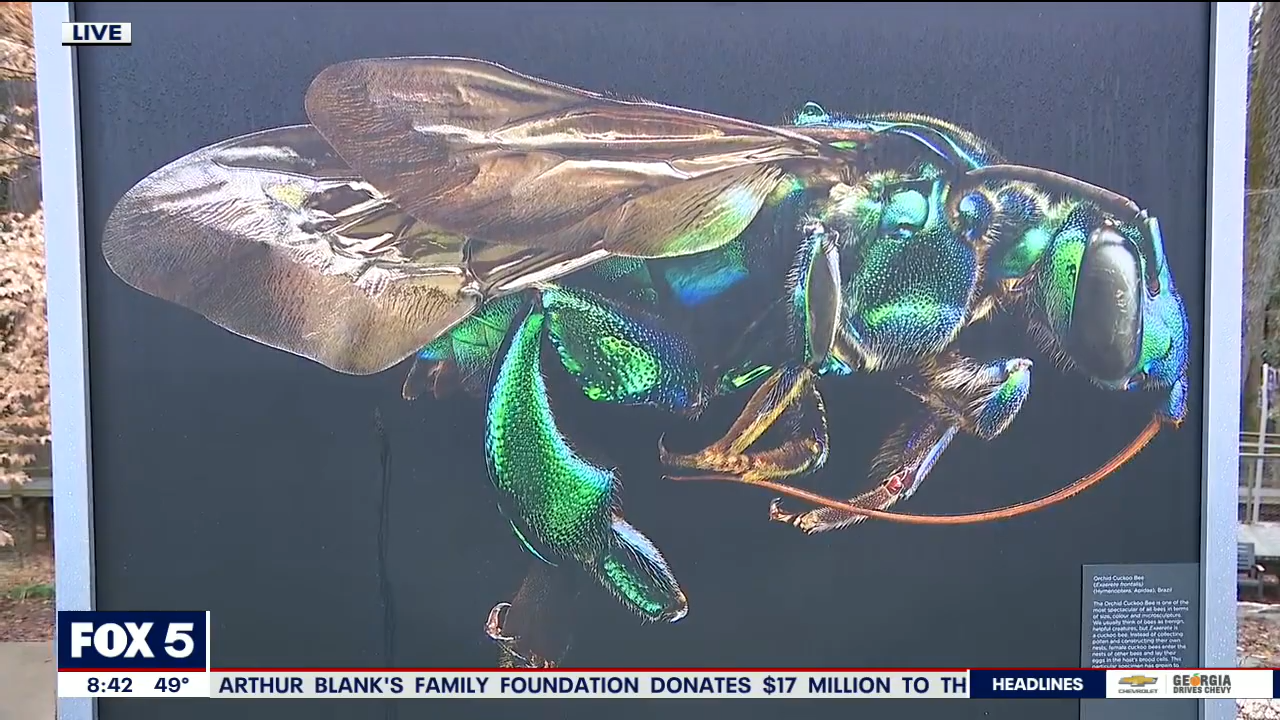 LIVE
Orchid Cuckoo Bee
(Exaerete frontalis)
(Hymenoptera, Apidae), Brazil
The Orchid Cuckoo Bee is one of the
most spectacular of all bees in terms
of size, colour and microsculpture.
We usually think of bees as benign,
helpful creatures, but Exaerete is
a cuckoo bee. Instead of collecting
pollen and constructing their own
nests, female cuckoo bees enter the
nests of other bees and lay their
eggs in the host's brood cells. This
particular specimen has
FOX 5
8:42 49°
ARTHUR BLANK'S FAMILY FOUNDATION DONATES $17 MILLION TO TH
HEADLINES
CHEVROLET
GEORGIA
DRIVES CHEVY